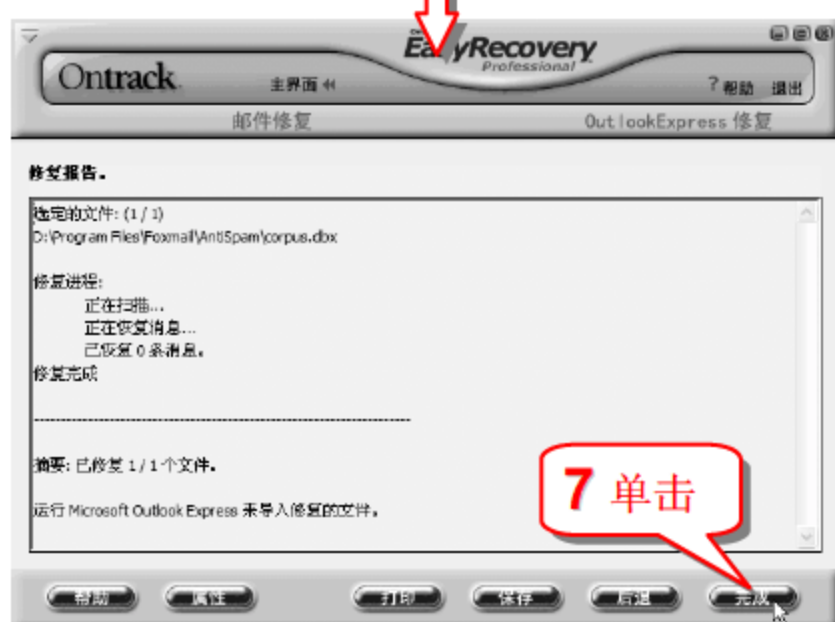 EasyRecovery
Professional
Ontrack
主界面
? 帮助 退出
邮件修复
OutlookExpress 修复
修复报告。
选定的文件: (1 / 1)
D:\Program Files\Foxmail\AntiSpam\corpus.dbx
修复进程:
正在扫描...
正在恢复消息...
已恢复 0 条消息。
修复完成
--------------------------------------------------------------------------------
摘要: 已修复 1 / 1 个文件。
运行 Microsoft Outlook Express 来导入修复的文件。
7 单击
帮助 属性 打印 保存 后退 完成